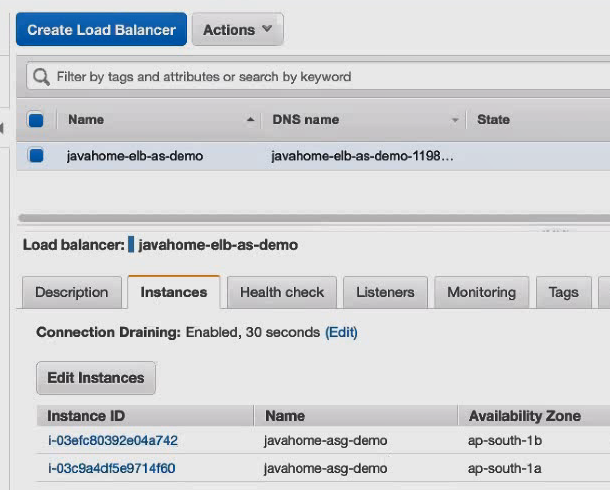 Create Load Balancer Actions
Filter by tags and attributes or search by keyword
Name DNS name State
javahome-elb-as-demo javahome-elb-as-demo-1198...
Load balancer: javahome-elb-as-demo
Description Instances Health check Listeners Monitoring Tags
Connection Draining: Enabled, 30 seconds (Edit)
Edit Instances
Instance ID Name Availability Zone
i-03efc80392e04a742 javahome-asg-demo ap-south-1b
i-03c9a4df5e9714f60 javahome-asg-demo ap-south-1a